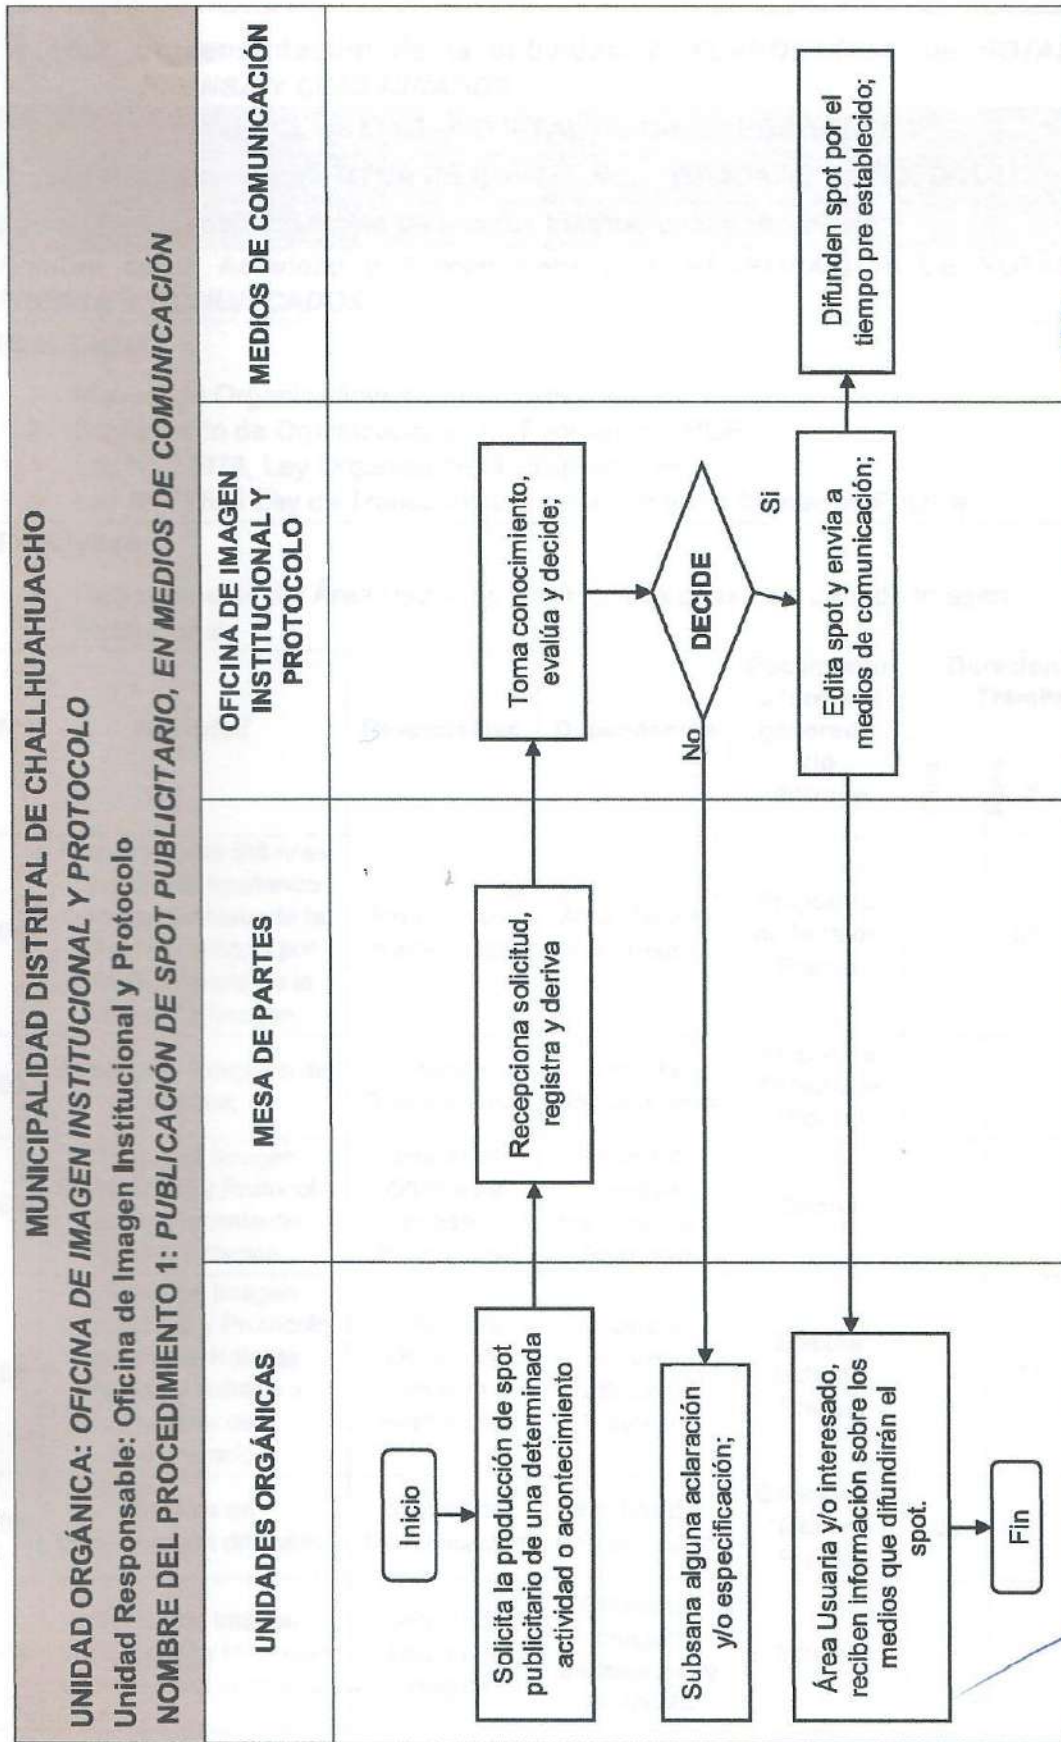 MUNICIPALIDAD DISTRITAL DE CHALLHUAHUACHO
UNIDAD ORGÁNICA: OFICINA DE IMAGEN INSTITUCIONAL Y PROTOCOLO
Unidad Responsable: Oficina de Imagen Institucional y Protocolo
NOMBRE DEL PROCEDIMIENTO 1: PUBLICACION DE SPOT PUBLICITARIO, EN MEDIOS DE COMUNICACIÓN
UNIDADES ORGÁNICAS
MESA DE PARTES
OFICINA DE IMAGEN
INSTITUCIONAL Y
PROTOCOLO
MEDIOS DE COMUNICACIÓN
Inicio
Solicita la producción de spot
publicitario de una determinada
actividad o acontecimiento
Recepciona solicitud,
registra y deriva
Toma conocimiento,
evalúa y decide;
DECIDE
No
Si
Subsana alguna aclaración
y/o especificación;
Edita spot y envía a
medios de comunicación;
Difunden spot por el
tiempo pre establecido;
Área Usuaria y/o interesado,
reciben información sobre los
medios que difundirán el
spot.
Fin